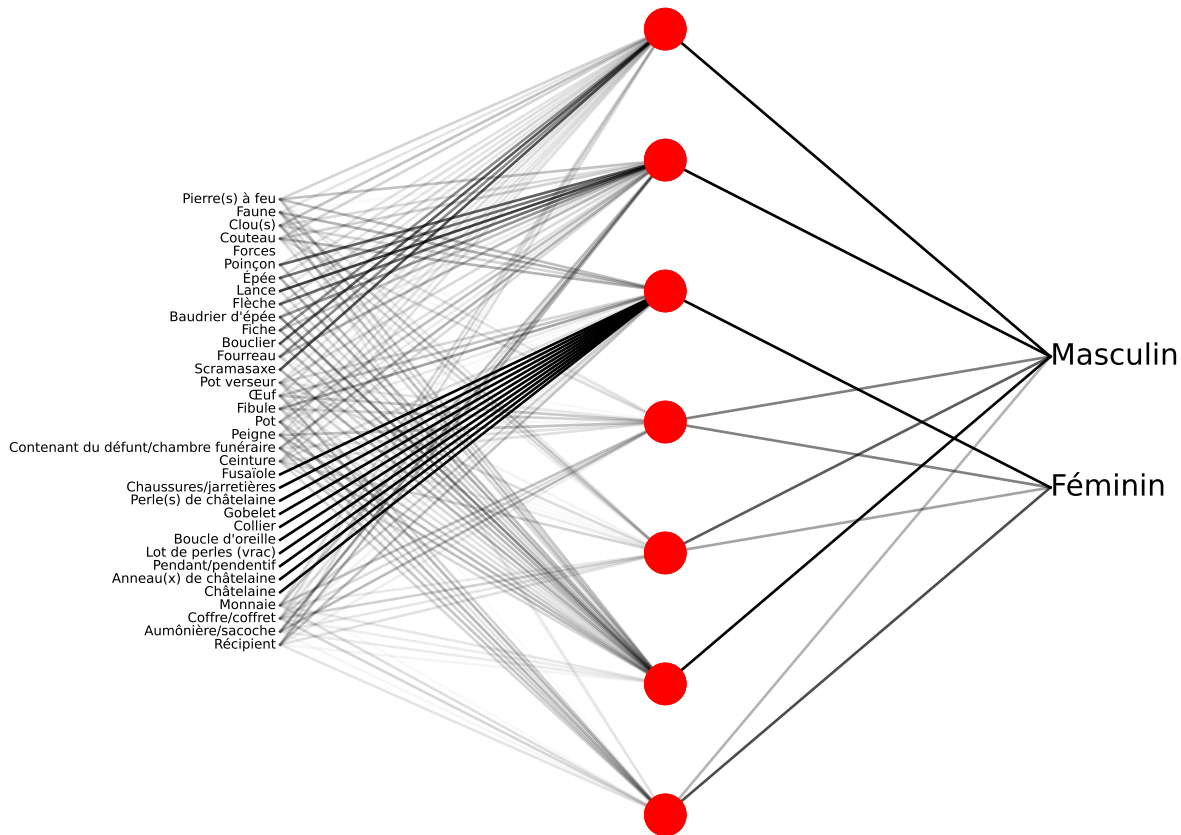 Pierre(s) à feu
Faune
Clou(s)
Couteau
Forces
Poinçon
Épée
Lance
Flèche
Baudrier d'épée
Fiche
Bouclier
Fourreau
Scramasaxe
Pot verseur
Œuf
Fibule
Pot
Peigne
Contenant du défunt/chambre funéraire
Ceinture
Fusaïole
Chaussures/jarretières
Perle(s) de châtelaine
Gobelet
Collier
Boucle d'oreille
Lot de perles (vrac)
Pendant/pendentif
Anneau(x) de châtelaine
Châtelaine
Monnaie
Coffre/coffret
Aumônière/sacoche
Récipient
Masculin
Féminin